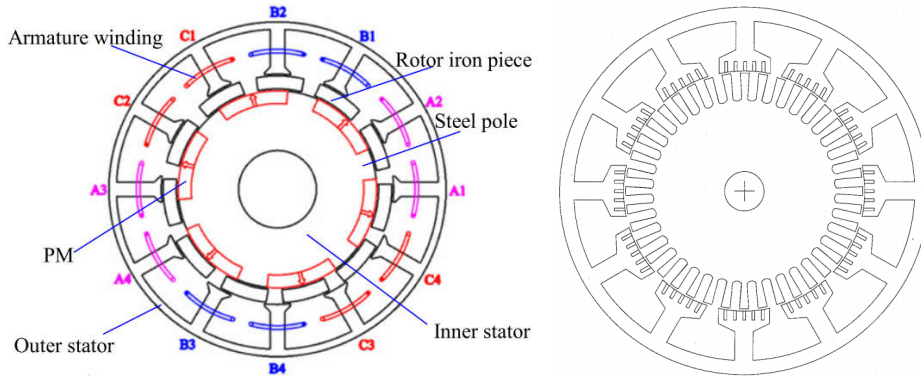 B2
C1
B1
Armature winding
Rotor iron piece
C2
A2
Steel pole
A3
A1
PM
A4
C4
Outer stator
Inner stator
B3
C3
B4